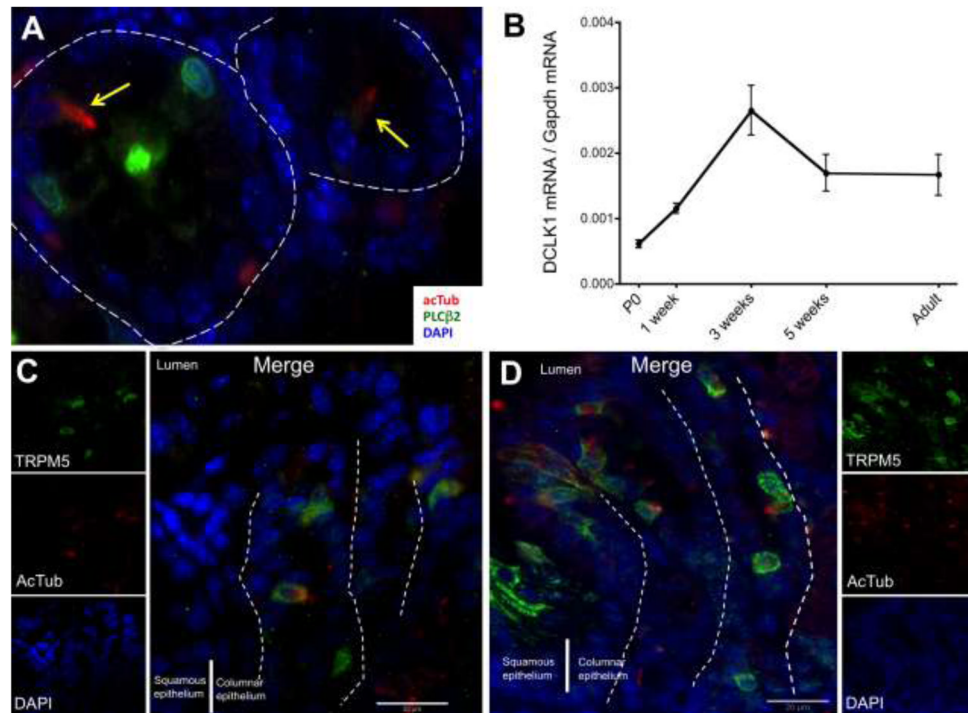 A
acTub
PLCβ2
DAPI
B
DCLK1 mRNA / Gapdh mRNA
0.004
0.003
0.002
0.001
0.000
P0
1 week
3 weeks
5 weeks
Adult
C
TRPM5
AcTub
DAPI
Lumen
Merge
Squamous
epithelium
Columnar
epithelium
D
Lumen
Merge
Squamous
epithelium
Columnar
epithelium
20 µm
TRPM5
AcTub
DAPI